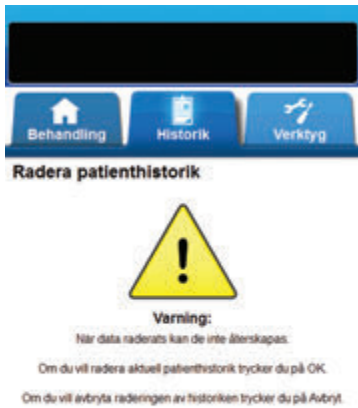 Behandling
Historik
Verktyg
Radera patienthistorik
Varning:
När data raderats kan de inte återskapas.
Om du vill radera aktuell patienthistorik trycker du på OK.
Om du vill avbryta raderingen av historiken trycker du på Avbryt.